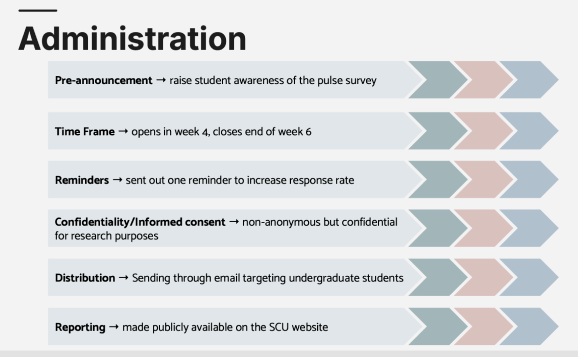 Administration
Pre-announcement → raise student awareness of the pulse survey
Time Frame → opens in week 4, closes end of week 6
Reminders → sent out one reminder to increase response rate
Confidentiality/Informed consent → non-anonymous but confidential
for research purposes
Distribution → Sending through email targeting undergraduate students
Reporting → made publicly available on the SCU website